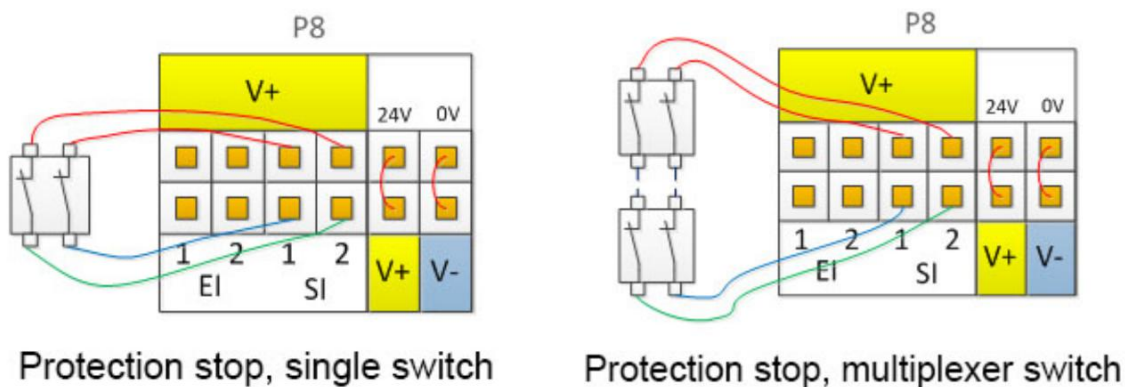 P8
V+
24V 0V
1 2 1 2
EI SI
V+ V-
Protection stop, single switch
P8
V+
24V 0V
1 2 1 2
EI SI
V+ V-
Protection stop, multiplexer switch